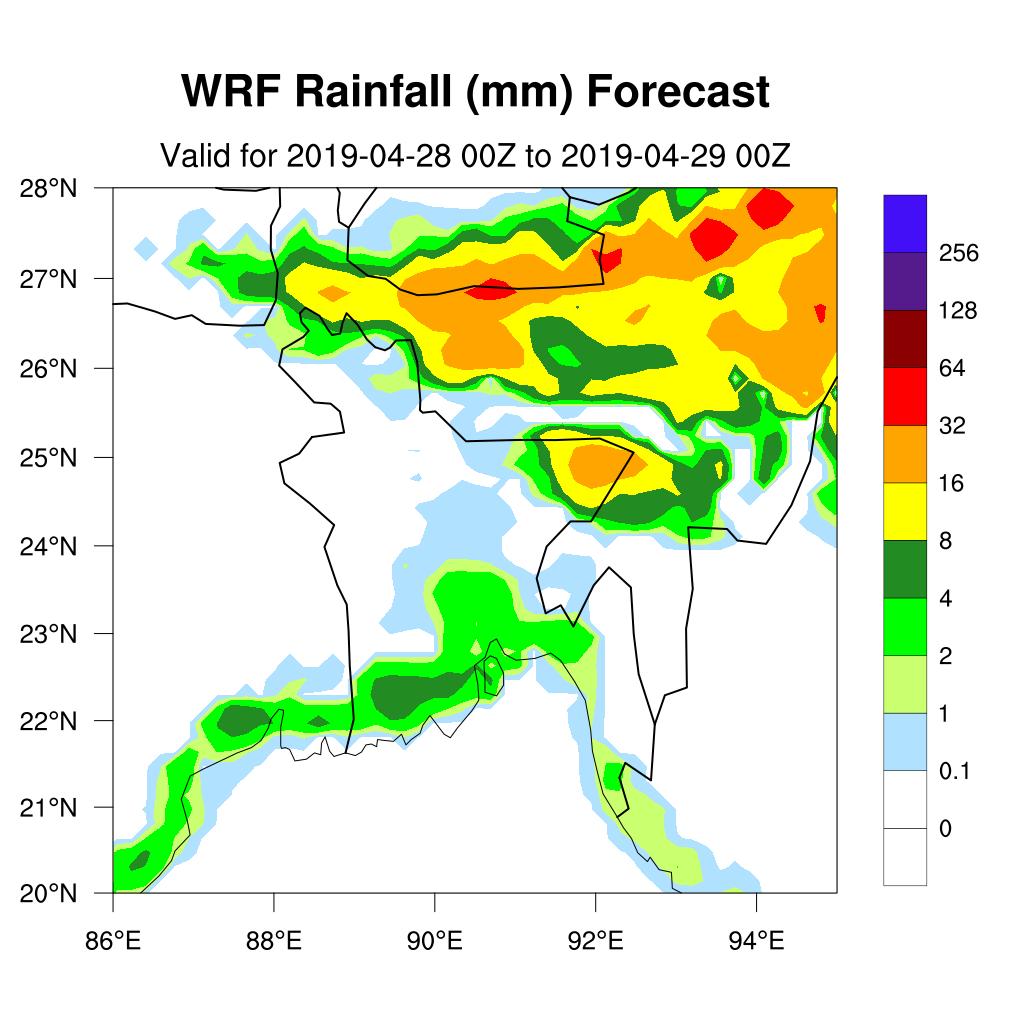 WRF Rainfall (mm) Forecast
Valid for 2019-04-28 00Z to 2019-04-29 00Z
28°N
27°N
26°N
25°N
24°N
23°N
22°N
21°N
20°N
86°E 88°E 90°E 92°E 94°E
256
128
64
32
16
8
4
2
1
0.1
0